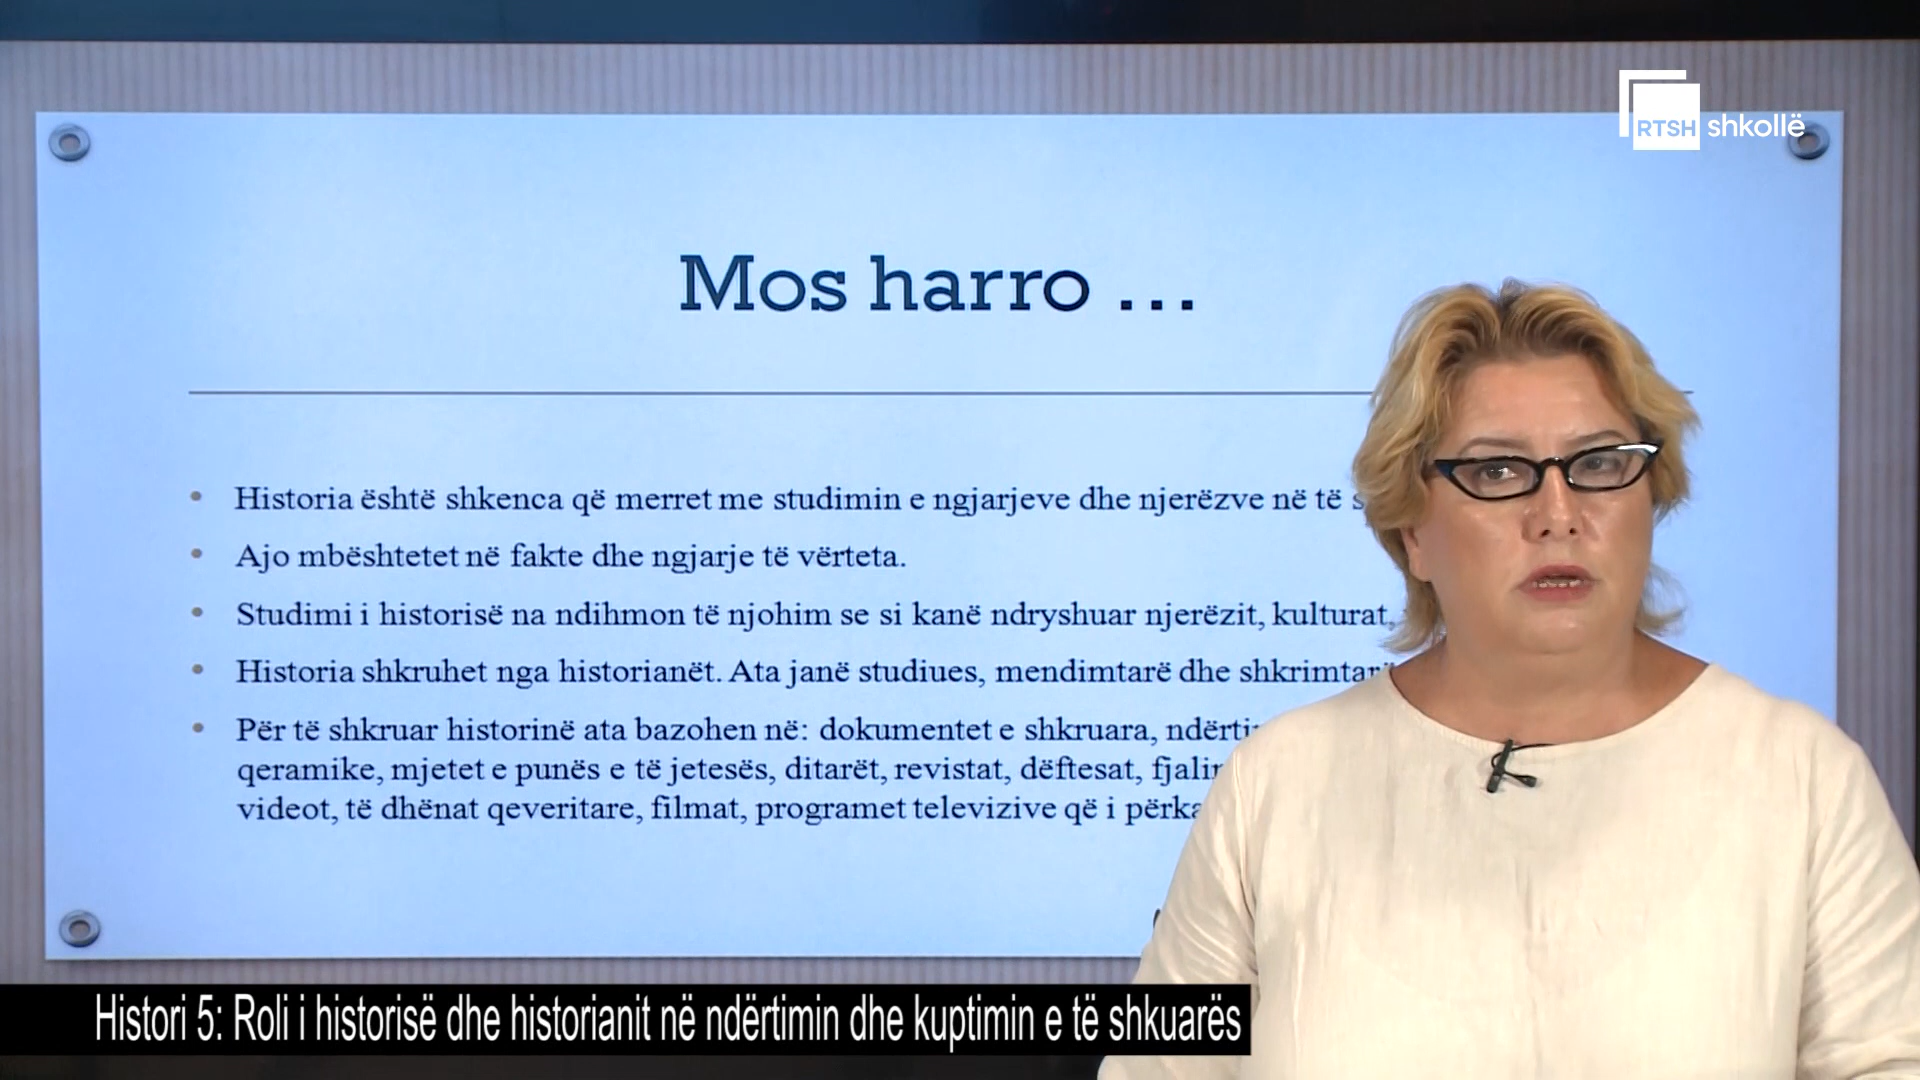 RTSH shkollë
Mos harro ...
• Historia është shkenca që merret me studimin e ngjarjeve dhe njerëzve në të
• Ajo mbështetet në fakte dhe ngjarje të vërteta.
• Studimi i historisë na ndihmon të njohim se si kanë ndryshuar njerëzit, kulturat,
• Historia shkruhet nga historianët. Ata janë studiues, mendimtarë dhe shkrimtarë
• Për të shkruar historinë ata bazohen në: dokumentet e shkruara,
qeramike, mjetet e punës e të jetesës, ditarët, revistat, dëftesat,
videot, të dhënat qeveritare, filmat, programet televizive që i
Histori 5: Roli i historisë dhe historianit në ndërtimin dhe kuptimin e të shkuarës